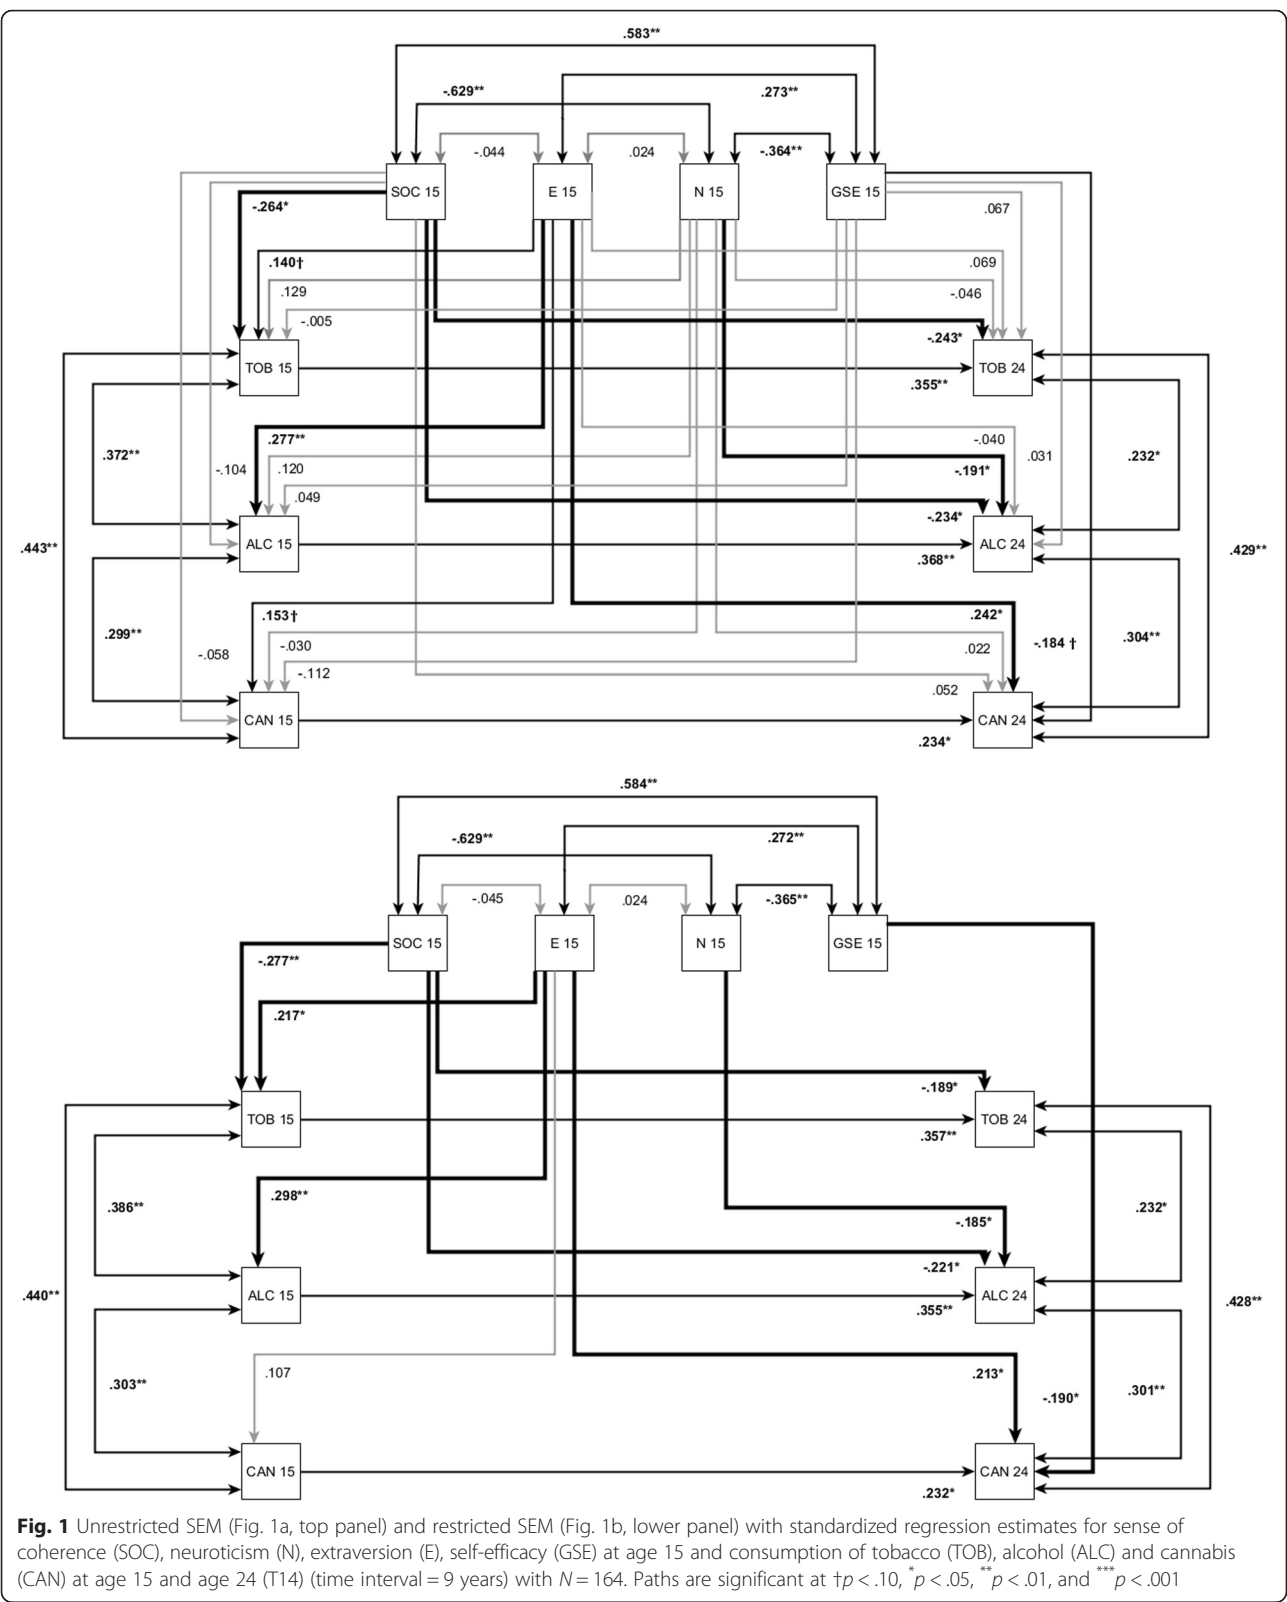 .583**
-.629**
.273**
-.044
.024
-.364**
SOC 15
E 15
N 15
GSE 15
-.264*
.067
.140†
.069
.129
-.046
-.005
-.243*
TOB 15
TOB 24
.355**
.277**
-.040
.372**
-.104
.120
-.191*
.031
.232*
.049
-.234*
ALC 15
ALC 24
.443**
.368**
.429**
.153†
.242*
.299**
-.058
-.030
.022
-.184 †
.304**
-.112
.052
CAN 15
CAN 24
.234*
.584**
-.629**
.272**
-.045
.024
-.365**
SOC 15
E 15
N 15
GSE 15
-.277**
.217*
-.189*
TOB 15
TOB 24
.357**
.298**
.386**
.232*
-.185*
-.221*
ALC 15
ALC 24
.440**
.355**
.428**
.107
.213*
.303**
-.190*
.301**
CAN 15
CAN 24
.232*
Fig. 1 Unrestricted SEM (Fig. 1a, top panel) and restricted SEM (Fig. 1b, lower panel) with standardized regression estimates for sense of
coherence (SOC), neuroticism (N), extraversion (E), self-efficacy (GSE) at age 15 and consumption of tobacco (TOB), alcohol (ALC) and cannabis
(CAN) at age 15 and age 24 (T14) (time interval = 9 years) with N = 164. Paths are significant at †p < .10, *p < .05, **p < .01, and ***p < .001